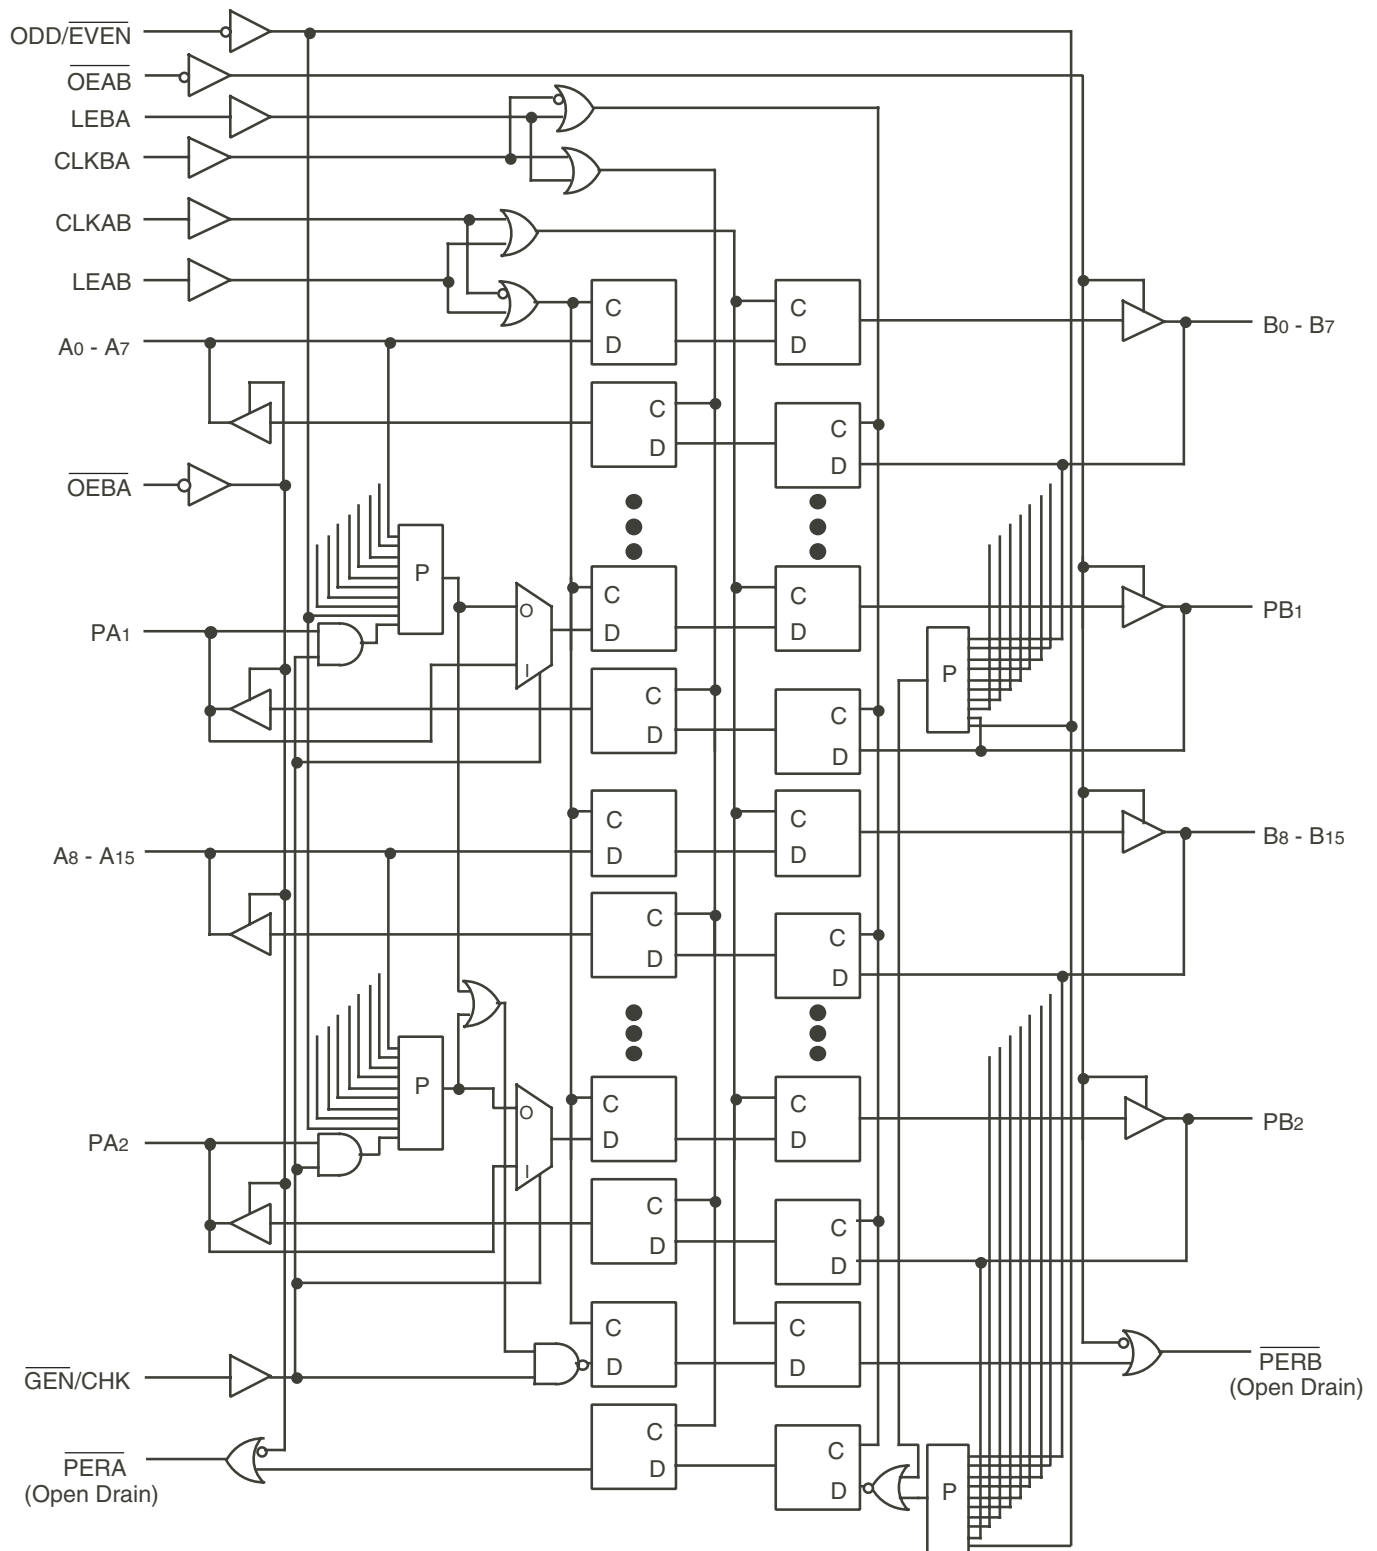 ODD/EVEN
OEAB
LEBA
CLKBA
CLKAB
LEAB
C
C
B0 - B7
A0 - A7
D
D
C
C
D
D
OEBA
P
C
C
O
PB1
PA1
D
D
I
P
C
C
D
D
C
C
B8 - B15
A8 - A15
D
D
C
C
D
D
P
C
C
O
PB2
PA2
D
D
I
C
C
D
D
C
C
PERB
D
D
GEN/CHK
(Open Drain)
C
C
PERA
D
D
P
(Open Drain)